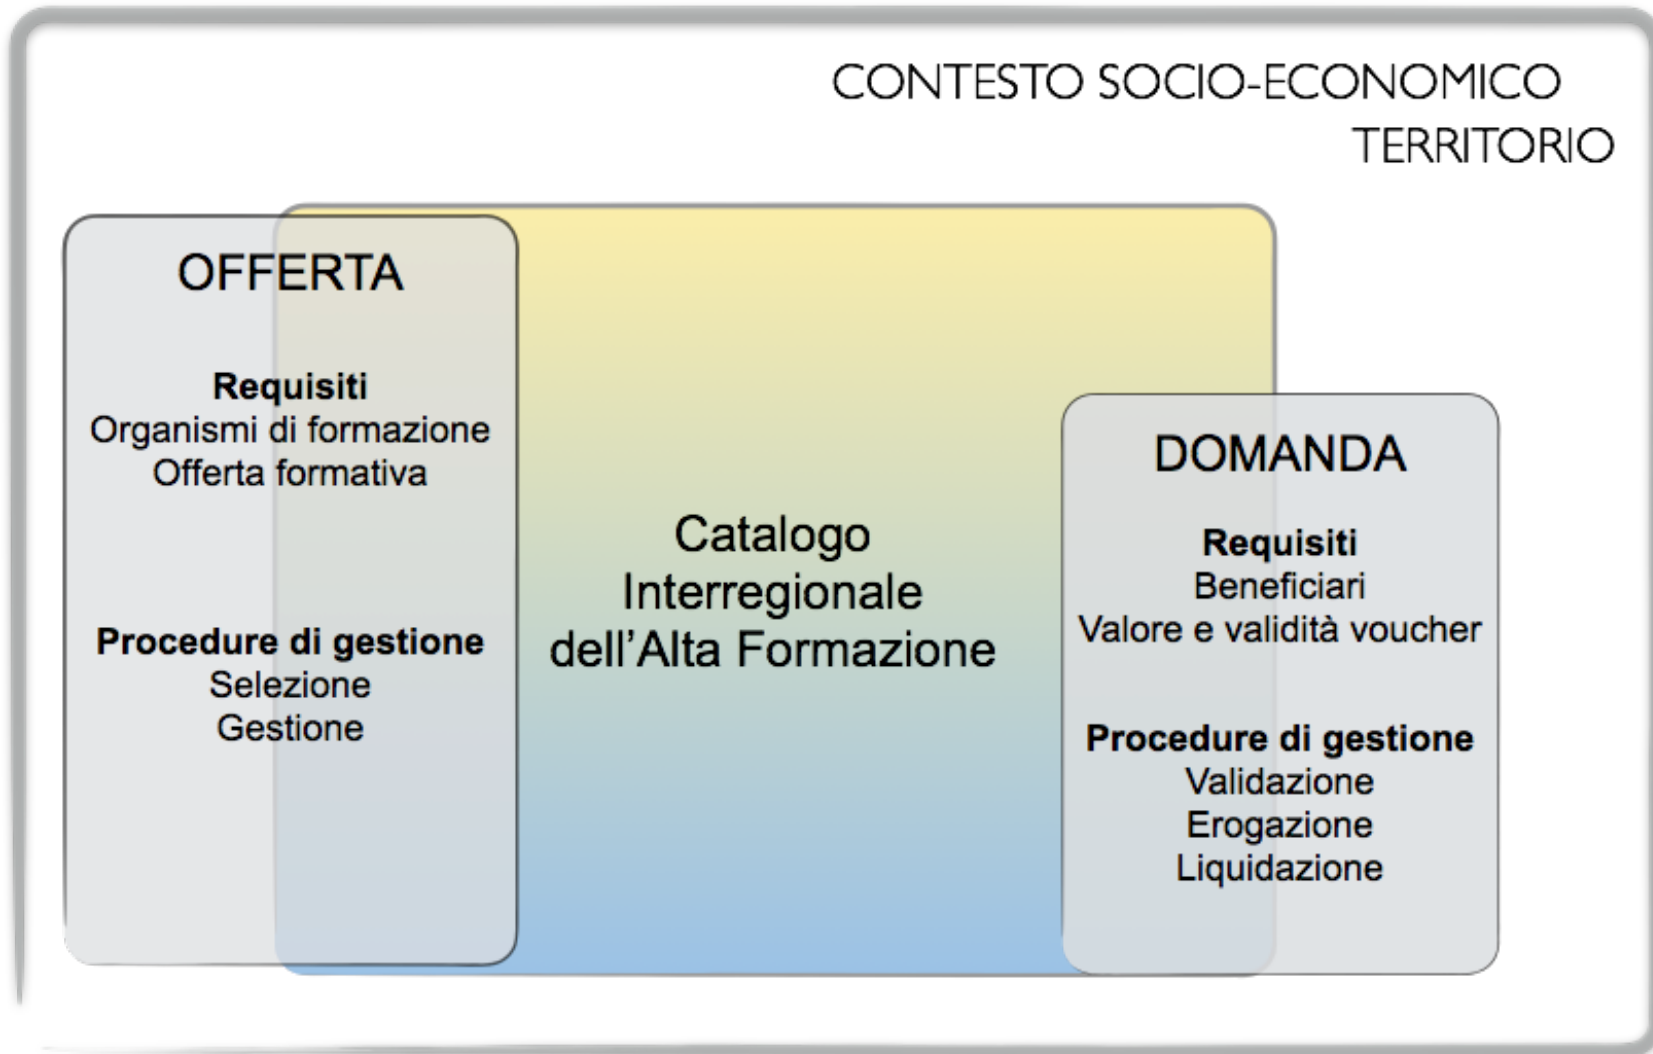 CONTESTO SOCIO-ECONOMICO
TERRITORIO
OFFERTA
Requisiti
Organismi di formazione
Offerta formativa
Procedure di gestione
Selezione
Gestione
Catalogo
Interregionale
dell’Alta Formazione
DOMANDA
Requisiti
Beneficiari
Valore e validità voucher
Procedure di gestione
Validazione
Erogazione
Liquidazione